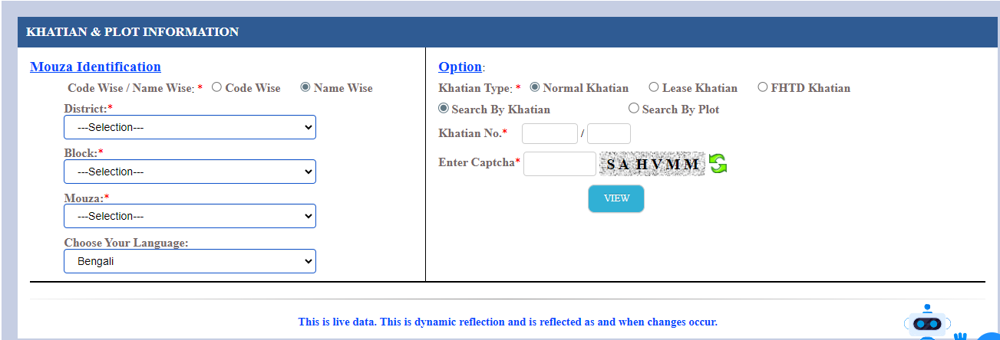 KHATIAN & PLOT INFORMATION
Mouza Identification
Code Wise / Name Wise: * Code Wise Name Wise
District:*
---Selection---
Block:*
---Selection---
Mouza:*
---Selection---
Choose Your Language:
Bengali
Option:
Khatian Type: * Normal Khatian Lease Khatian FHTD Khatian
Search By Khatian Search By Plot
Khatian No.* /
Enter Captcha* SAHVMM
VIEW
This is live data. This is dynamic reflection and is reflected as and when changes occur.